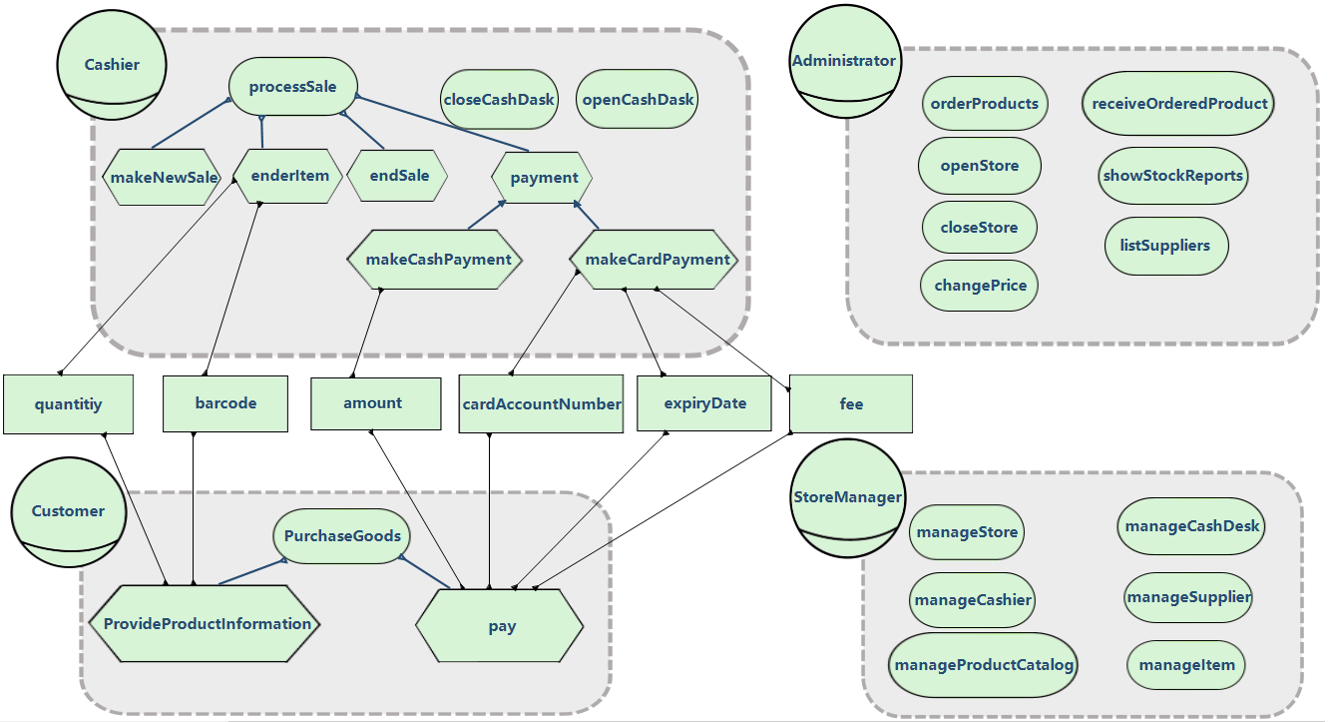 Cashier
processSale
closeCashDask
openCashDask
makeNewSale
enderItem
endSale
payment
makeCashPayment
makeCardPayment
Administrator
orderProducts
receiveOrderedProduct
openStore
showStockReports
closeStore
listSuppliers
changePrice
quantitiy
barcode
amount
cardAccountNumber
expiryDate
fee
Customer
PurchaseGoods
ProvideProductInformation
pay
StoreManager
manageStore
manageCashDesk
manageCashier
manageSupplier
manageProductCatalog
manageItem